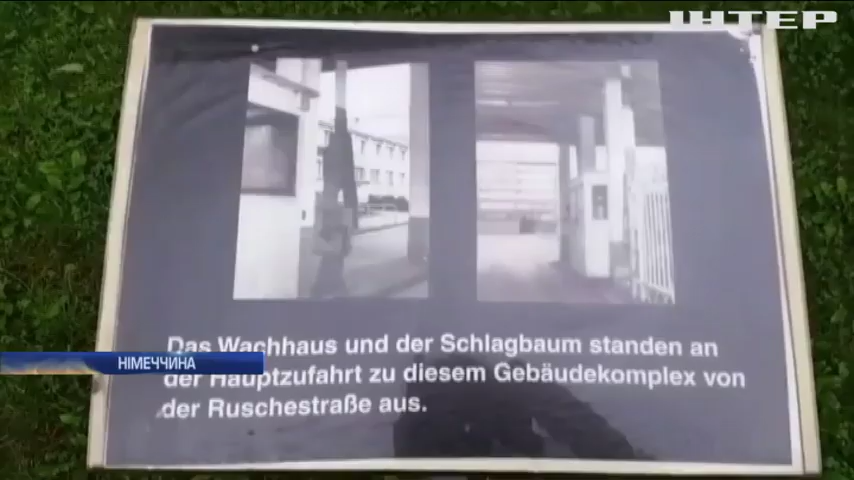 ІНТЕР
Das Wachhaus und der Schlagbaum standen an
der Hauptzufahrt zu diesem Gebäudekomplex von
der Ruschestraße aus.
НІМЕЧЧИНА